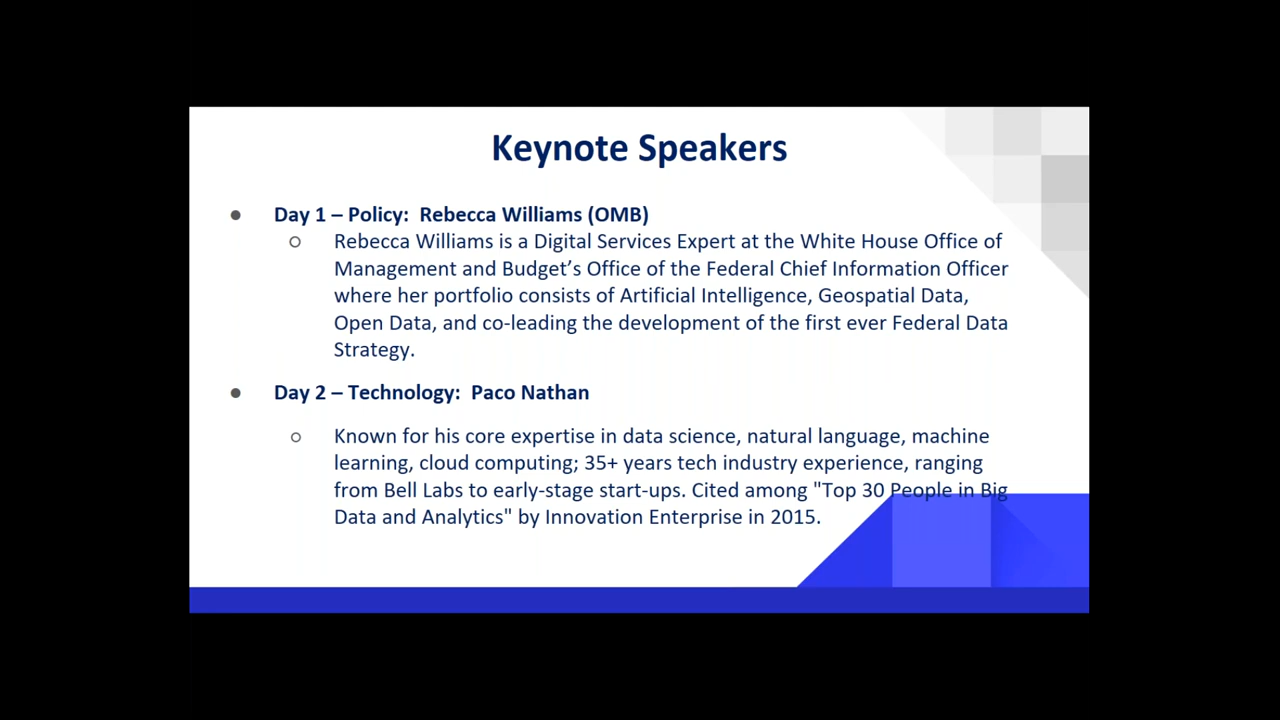 Keynote Speakers
● Day 1 – Policy:  Rebecca Williams (OMB)
○ Rebecca Williams is a Digital Services Expert at the White House Office of
Management and Budget’s Office of the Federal Chief Information Officer
where her portfolio consists of Artificial Intelligence, Geospatial Data,
Open Data, and co-leading the development of the first ever Federal Data
Strategy.
● Day 2 – Technology:  Paco Nathan
○ Known for his core expertise in data science, natural language, machine
learning, cloud computing; 35+ years tech industry experience, ranging
from Bell Labs to early-stage start-ups. Cited among "Top 30 People in Big
Data and Analytics" by Innovation Enterprise in 2015.